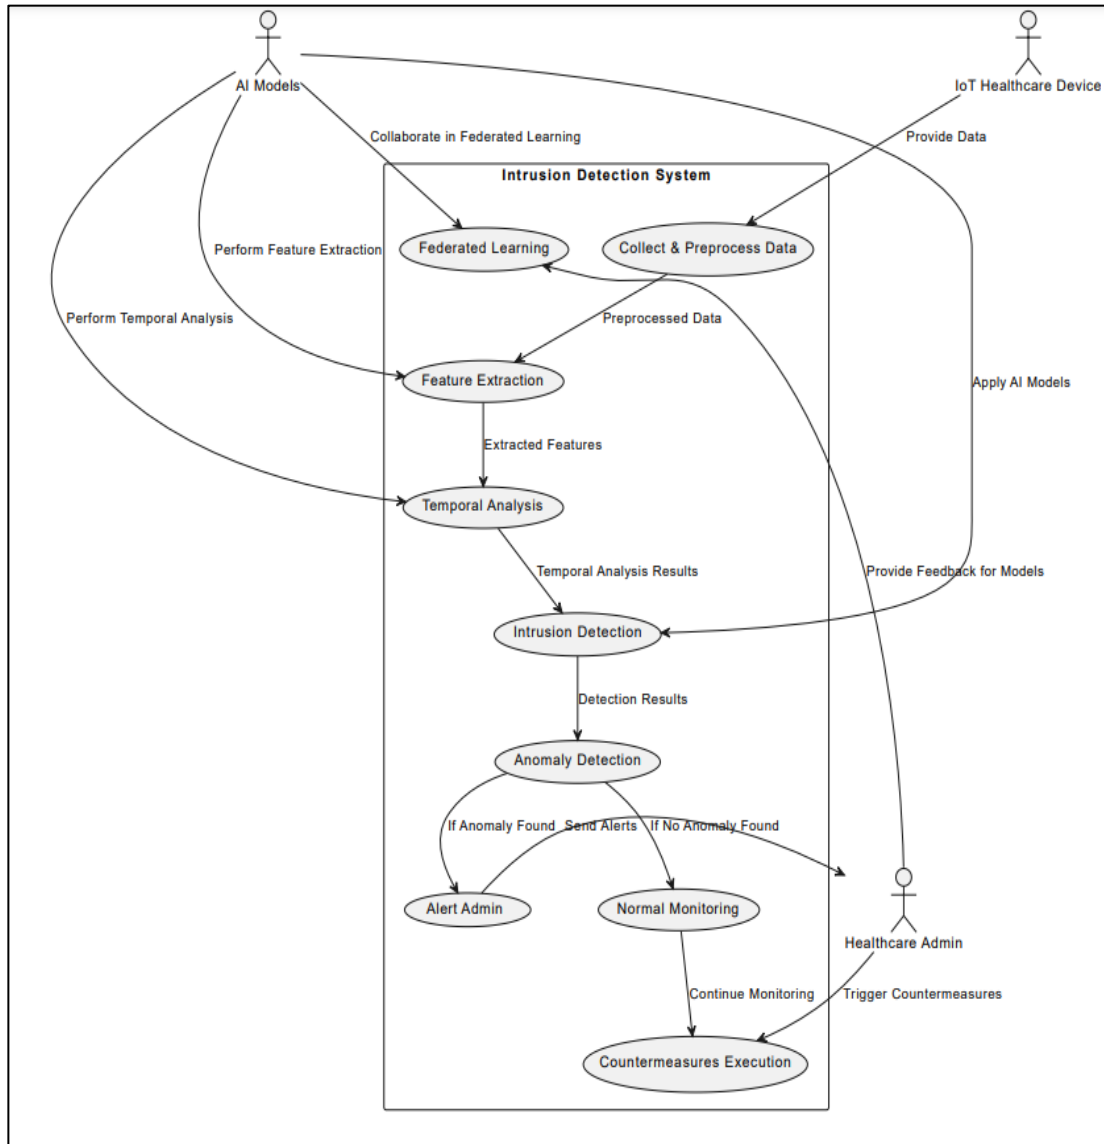 AI Models
IoT Healthcare Device
Collaborate in Federated Learning
Provide Data
Intrusion Detection System
Federated Learning
Collect & Preprocess Data
Perform Feature Extraction
Perform Temporal Analysis
Preprocessed Data
Feature Extraction
Apply AI Models
Extracted Features
Temporal Analysis
Temporal Analysis Results
Provide Feedback for Models
Intrusion Detection
Detection Results
Anomaly Detection
If Anomaly Found
Send Alerts
If No Anomaly Found
Alert Admin
Normal Monitoring
Healthcare Admin
Continue Monitoring
Trigger Countermeasures
Countermeasures Execution